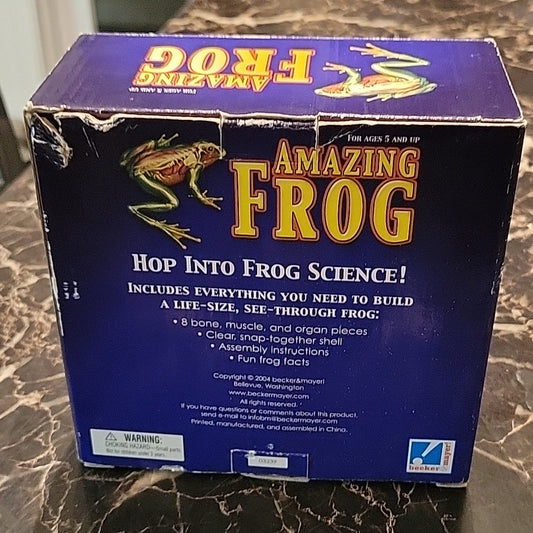 AMAZING
FROG
FOR AGES 5 AND UP
FOR AGES 5 AND UP
AMAZING
FROG
HOP INTO FROG SCIENCE!
INCLUDES EVERYTHING YOU NEED TO BUILD
A LIFE-SIZE, SEE-THROUGH FROG:
• 8 bone, muscle, and organ pieces
• Clear, snap-together shell
• Assembly instructions
• Fun frog facts
Copyright © 2004 becker&mayer!
Bellevue, Washington
www.beckermayer.com
All rights reserved.
If you have questions or comments about this product,
send e-mail to infobm@beckermayer.com
Printed, manufactured, and assembled in China.
WARNING:
CHOKING HAZARD—Small parts
Not for children under 3 years.
03239
becker&mayer!